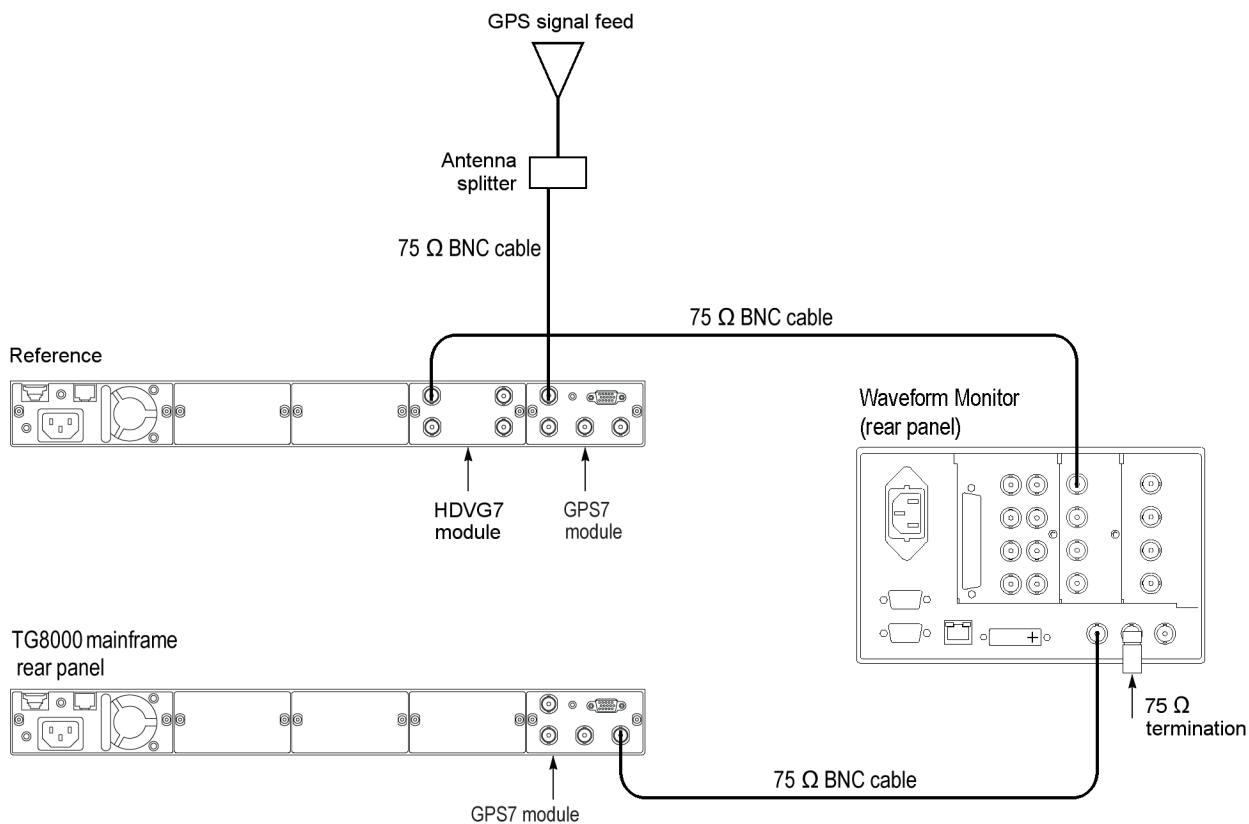 GPS signal feed
Antenna
splitter
75 Ω BNC cable
75 Ω BNC cable
Reference
Waveform Monitor
(rear panel)
HDVG7
module
GPS7
module
TG8000 mainframe
rear panel
75 Ω
termination
75 Ω BNC cable
GPS7 module